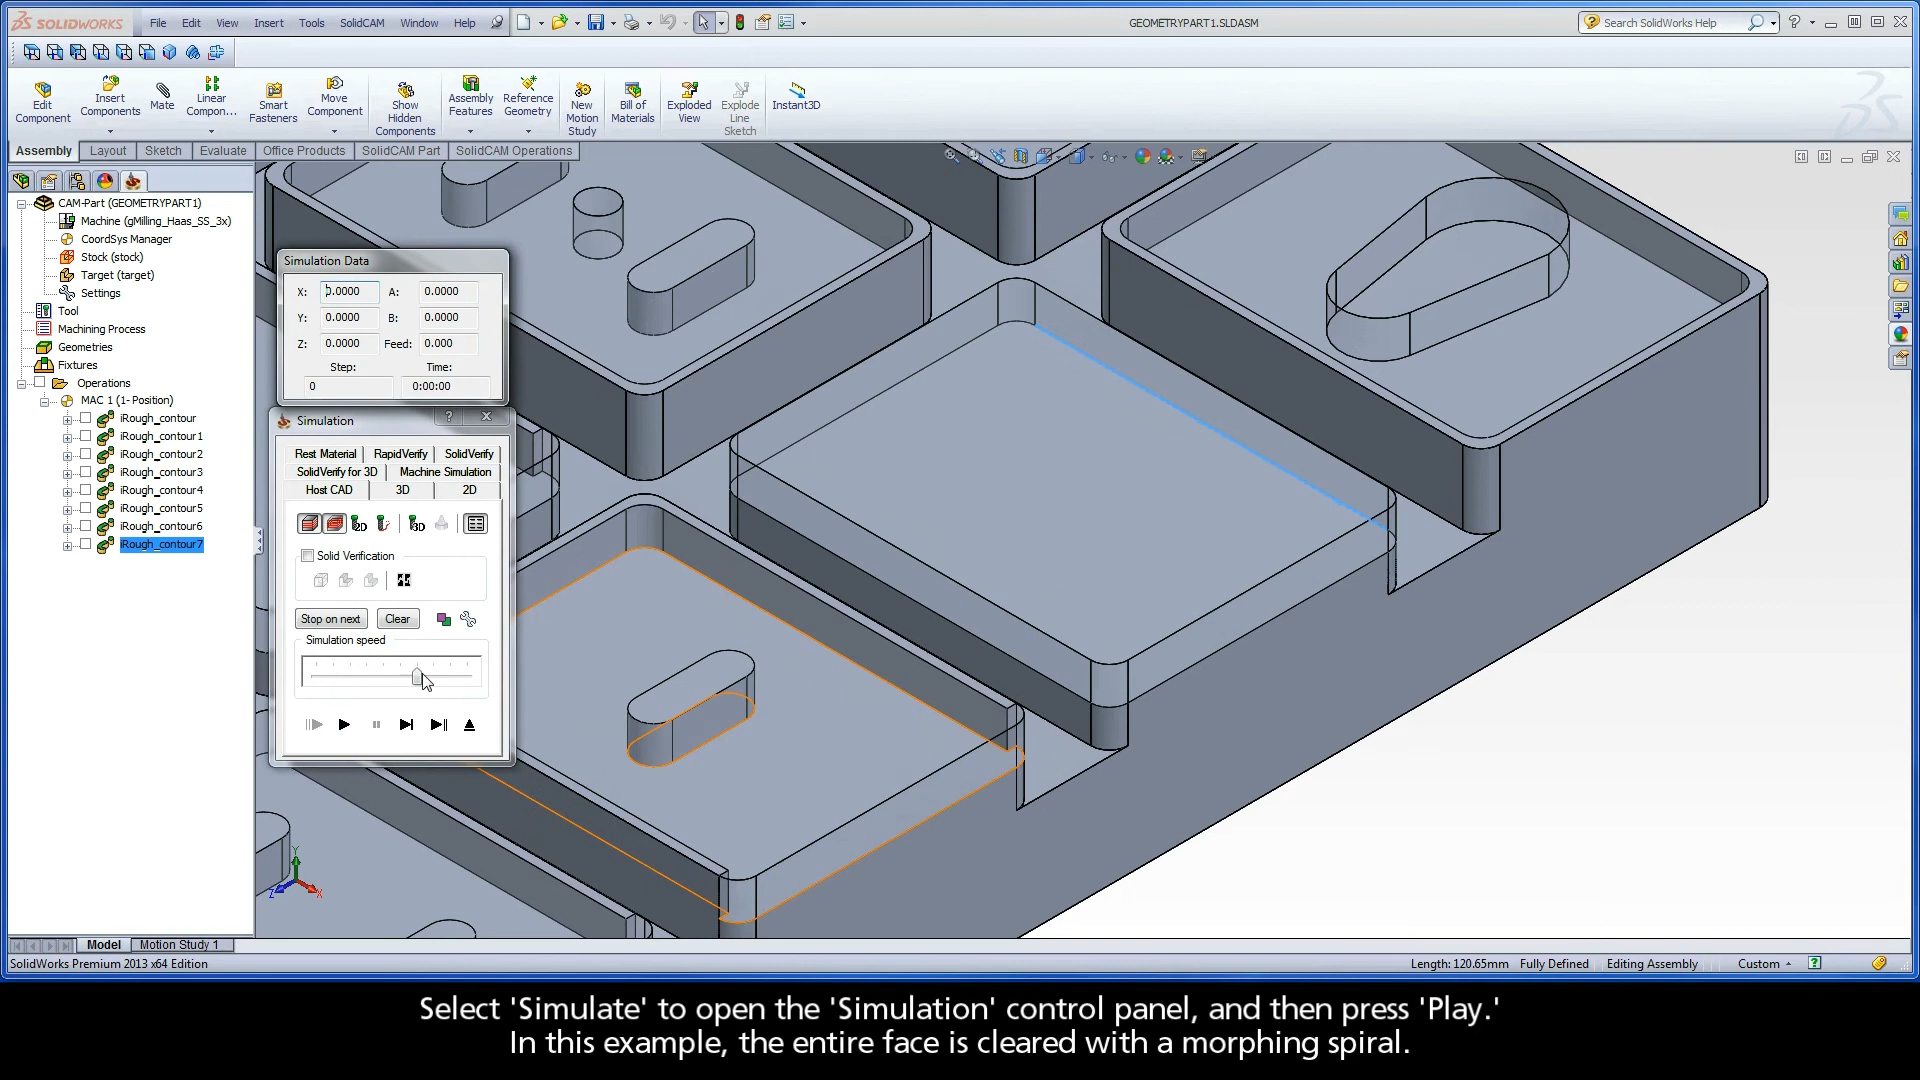 SOLIDWORKS
File Edit View Insert Tools SolidCAM Window Help
GEOMETRYPART1.SLDASM
Search SolidWorks Help
Edit Component
Insert Components
Mate
Linear Compon...
Smart Fasteners
Move Component
Show Hidden Components
Assembly Features
Reference Geometry
New Motion Study
Bill of Materials
Exploded View
Explode Line Sketch
Instant3D
Assembly Layout Sketch Evaluate Office Products SolidCAM Part SolidCAM Operations
CAM-Part (GEOMETRYPART1)
Machine (gMilling_Haas_SS_3x)
CoordSys Manager
Stock (stock)
Target (target)
Settings
Tool
Machining Process
Geometries
Fixtures
Operations
MAC 1 (1- Position)
iRough_contour
iRough_contour1
iRough_contour2
iRough_contour3
iRough_contour4
iRough_contour5
iRough_contour6
iRough_contour7
Simulation Data
X: 0.0000 A: 0.0000
Y: 0.0000 B: 0.0000
Z: 0.0000 Feed: 0.000
Step: Time:
0 0:00:00
Simulation
Rest Material RapidVerify SolidVerify
SolidVerify for 3D Machine Simulation
Host CAD 3D 2D
2D 3D
Solid Verification
Stop on next Clear
Simulation speed
Y
Z X
Model Motion Study 1
SolidWorks Premium 2013 x64 Edition
Length: 120.65mm Fully Defined Editing Assembly Custom
Select 'Simulate' to open the 'Simulation' control panel, and then press 'Play.'
In this example, the entire face is cleared with a morphing spiral.